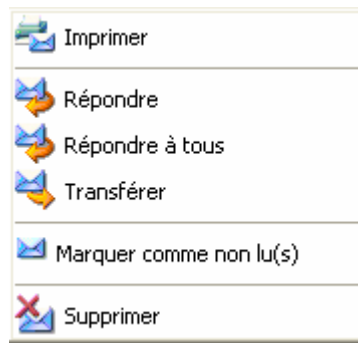 Imprimer
Répondre
Répondre à tous
Transférer
Marquer comme non lu(s)
Supprimer